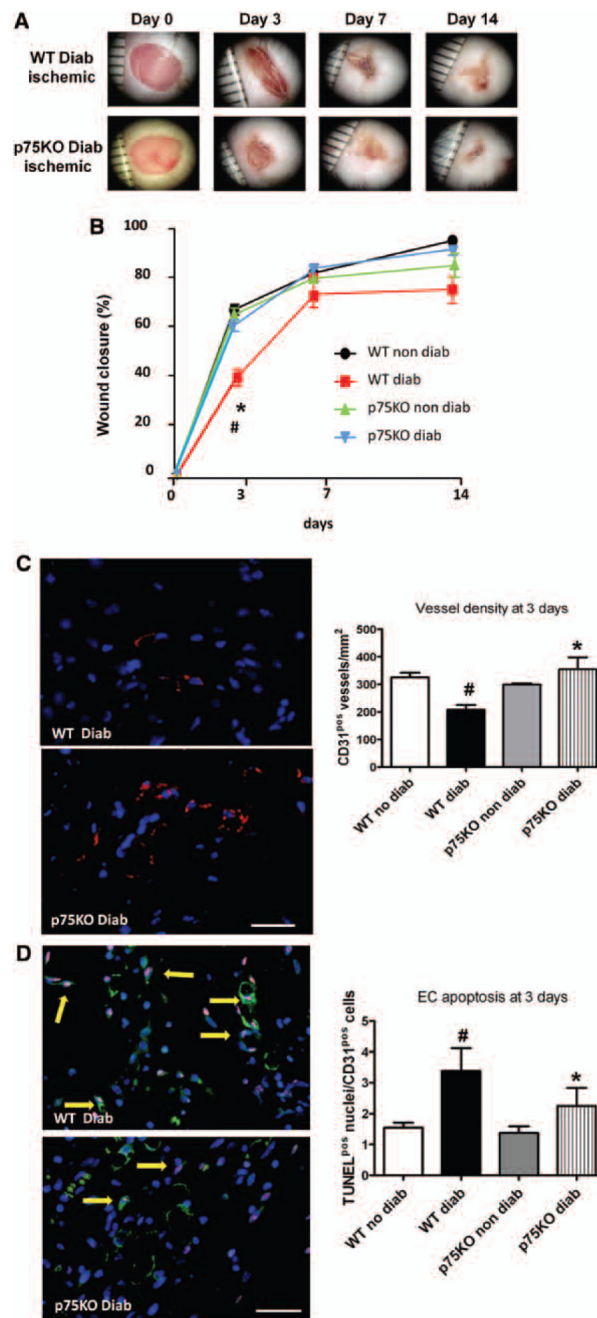 A
Day 0 Day 3 Day 7 Day 14
WT Diab
ischemic
p75KO Diab
ischemic
B
100
80
60
40
20
0
Wound closure (%)
WT non diab
WT diab
p75KO non diab
p75KO diab
*
#
0 3 7 14
days
C
WT Diab
p75KO Diab
Vessel density at 3 days
500
400
300
200
100
0
CD31pos vessels/mm2
#
*
WT no diab
WT diab
p75KO non diab
p75KO diab
D
WT Diab
p75KO Diab
EC apoptosis at 3 days
5
4
3
2
1
0
TUNELpos nuclei/CD31pos cells
#
*
WT no diab
WT diab
p75KO non diab
p75KO diab